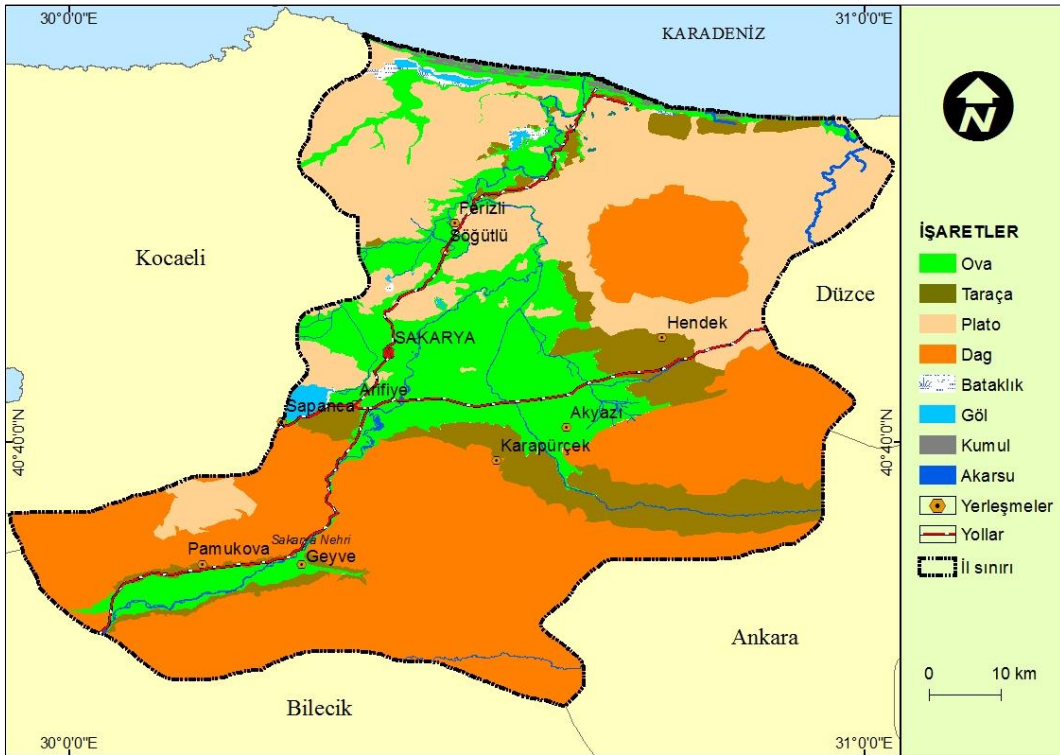 30°0'0"E
31°0'0"E
KARADENİZ
N
Kocaeli
Ferizli
Söğütlü
Düzce
Hendek
SAKARYA
Arifiye
Sapanca
Akyazı
Karapürçek
40°40'0"N
40°40'0"N
Sakarya Nehri
Pamukova
Geyve
Ankara
Bilecik
30°0'0"E
31°0'0"E
İŞARETLER
Ova
Taraça
Plato
Dag
Bataklık
Göl
Kumul
Akarsu
Yerleşmeler
Yollar
İl sınırı
0 10 km